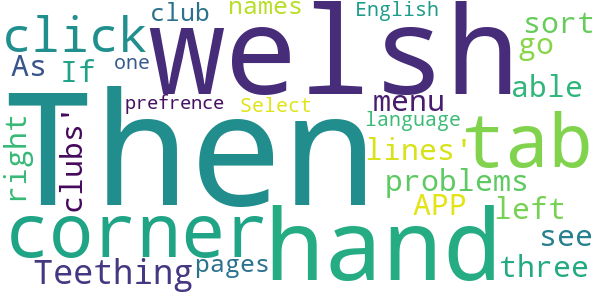 club names English
click welsh sort
As If one go
prefrence Select menu able
Then language
right clubs' lines' tab
problems
corner hand APP left
see
Teething pages three